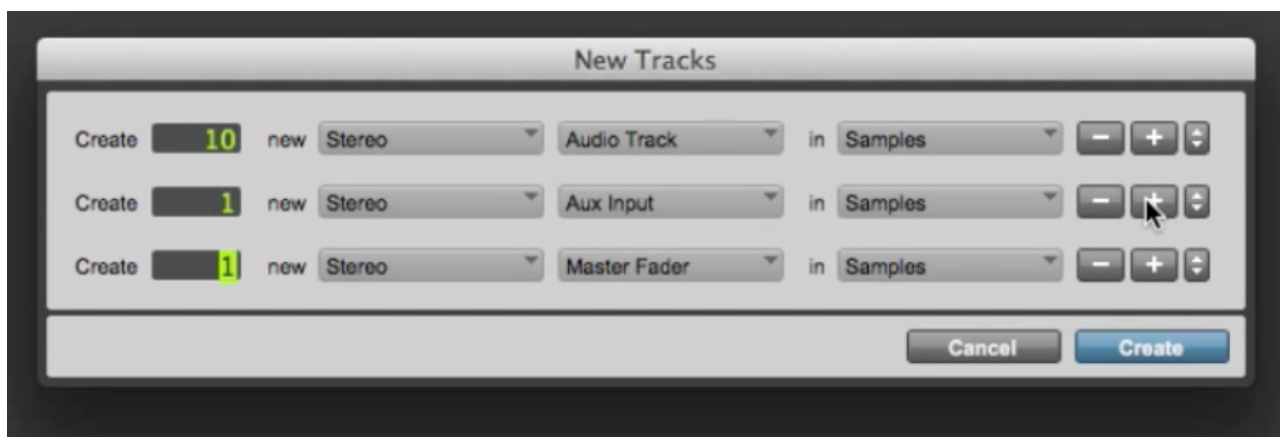 New Tracks
Create 10 new Stereo Audio Track in Samples
Create 1 new Stereo Aux Input in Samples
Create 1 new Stereo Master Fader in Samples
Cancel Create